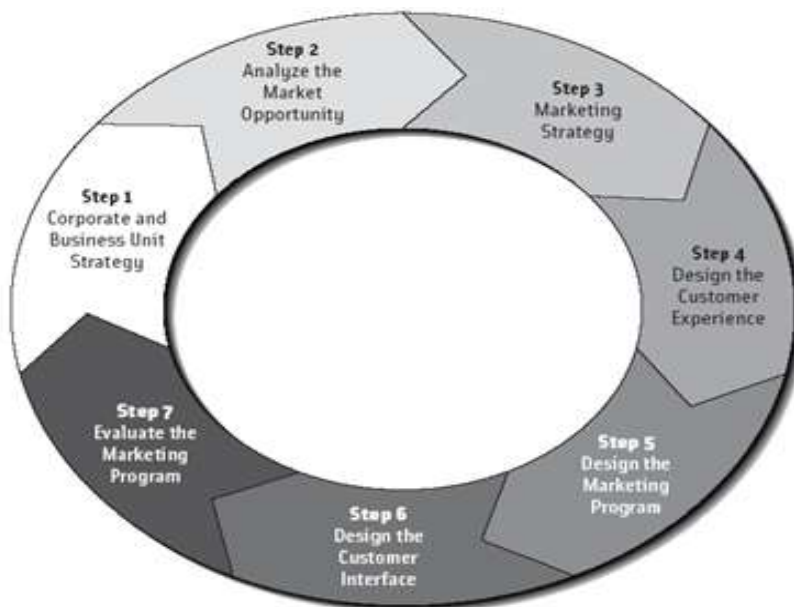 Step 1
Corporate and
Business Unit
Strategy
Step 2
Analyze the
Market
Opportunity
Step 3
Marketing
Strategy
Step 4
Design the
Customer
Experience
Step 5
Design the
Marketing
Program
Step 6
Design the
Customer
Interface
Step 7
Evaluate the
Marketing
Program